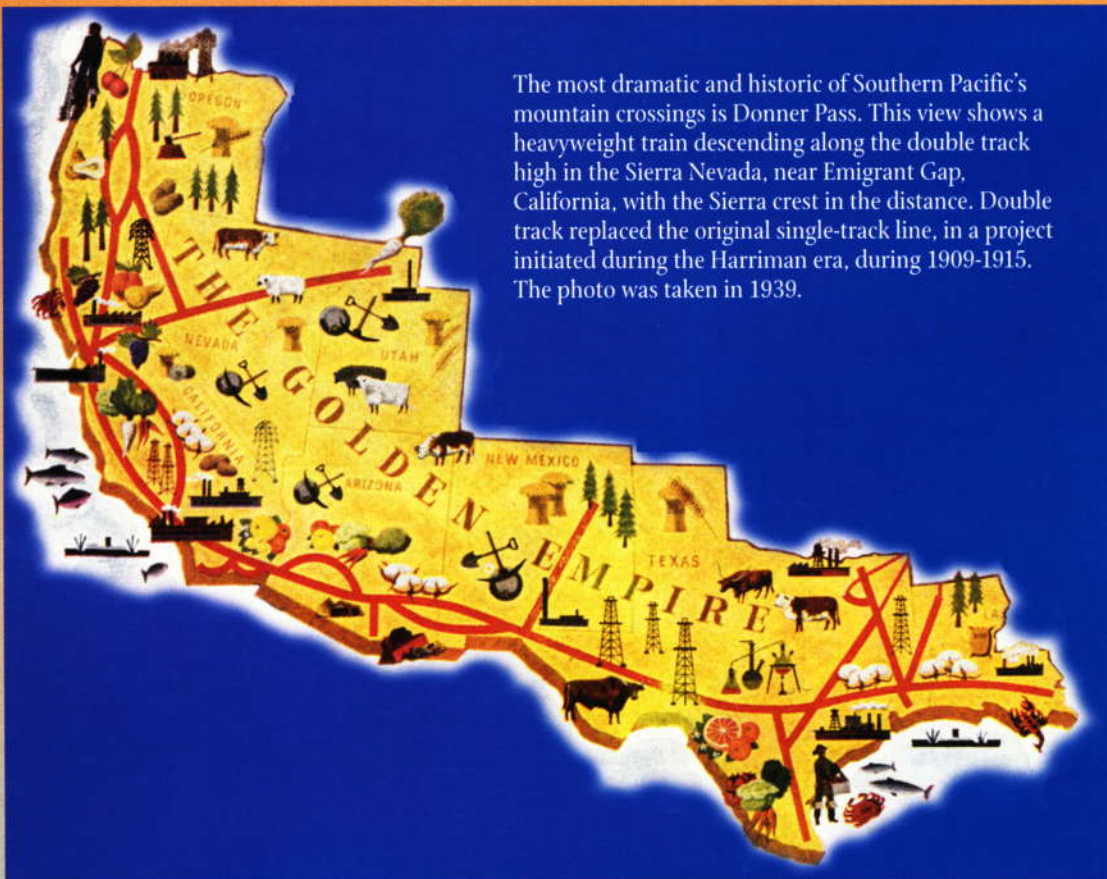 The most dramatic and historic of Southern Pacific's
mountain crossings is Donner Pass. This view shows a
heavyweight train descending along the double track
high in the Sierra Nevada, near Emigrant Gap,
California, with the Sierra crest in the distance. Double
track replaced the original single-track line, in a project
initiated during the Harriman era, during 1909-1915.
The photo was taken in 1939.
OREGON
THE GOLDEN EMPIRE
NEVADA
UTAH
CALIFORNIA
ARIZONA
NEW MEXICO
TEXAS